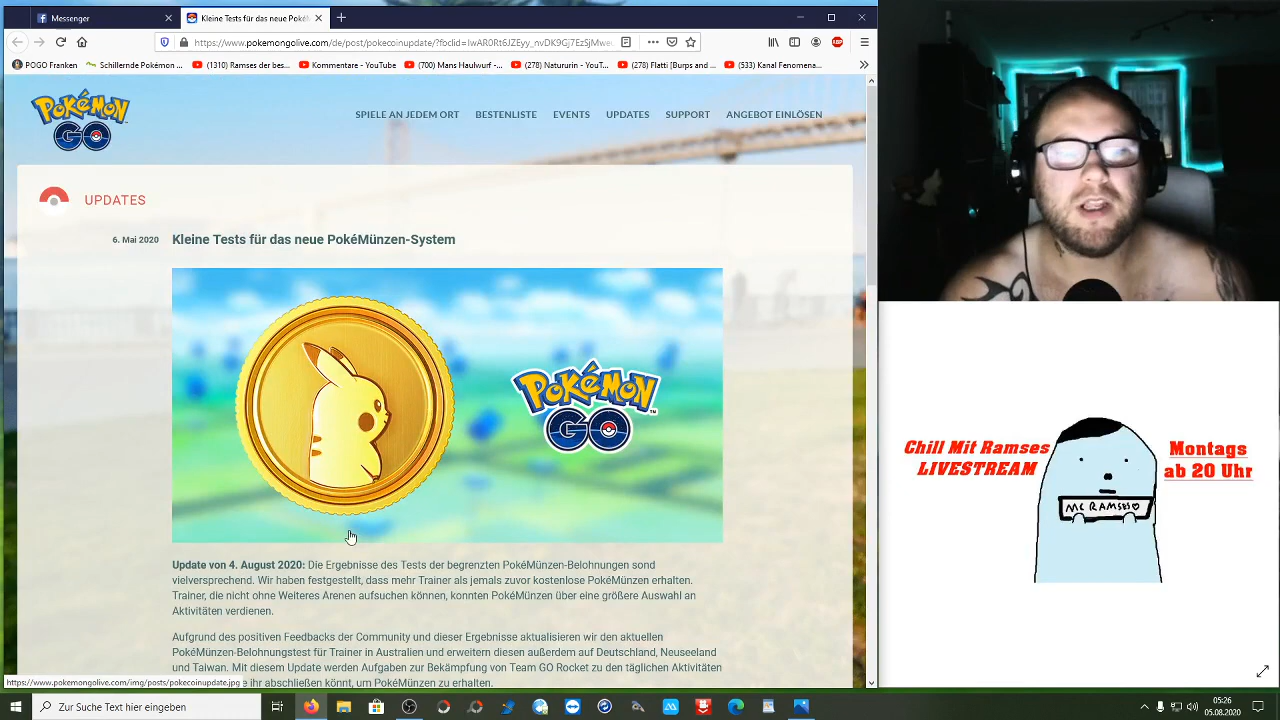 Messenger
Kleine Tests für das neue Poké
https://www.pokemongolive.com/de/post/pokecoinupdate/?fbclid=IwAR0Rt6JZEyy_nvDK9Gj7EzSjMwe
POGO Franken
Schillernde Pokémon ...
(1310) Ramses der bes...
Kommentare - YouTube
(700) Mans Haulwurf -...
(278) Natururin - YouT...
(278) Flatti [Burps and ...
(533) Kanal Fenomena...
POKéMON GO
SPIELE AN JEDEM ORT
BESTENLISTE
EVENTS
UPDATES
SUPPORT
ANGEBOT EINLÖSEN
UPDATES
6. Mai 2020
Kleine Tests für das neue PokéMünzen-System
POKéMON GO
Update von 4. August 2020: Die Ergebnisse des Tests der begrenzten PokéMünzen-Belohnungen sond
vielversprechend. Wir haben festgestellt, dass mehr Trainer als jemals zuvor kostenlose PokéMünzen erhalten.
Trainer, die nicht ohne Weiteres Arenen aufsuchen können, konnten PokéMünzen über eine größere Auswahl an
Aktivitäten verdienen.
Aufgrund des positiven Feedbacks der Community und dieser Ergebnisse aktualisieren wir den aktuellen
PokéMünzen-Belohnungstest für Trainer in Australien und erweitern diesen außerdem auf Deutschland, Neuseeland
und Taiwan. Mit diesem Update werden Aufgaben zur Bekämpfung von Team GO Rocket zu den täglichen Aktivitäten
e ihr abschließen könnt, um PokéMünzen zu erhalten.
https://www.pokemongolive.com/img/posts/pokecoinupdate.jpg
Chill Mit Ramses
LIVESTREAM
MC RAMSES
Montags
ab 20 Uhr
Zur Suche Text hier eingeben
05:26
05.08.2020